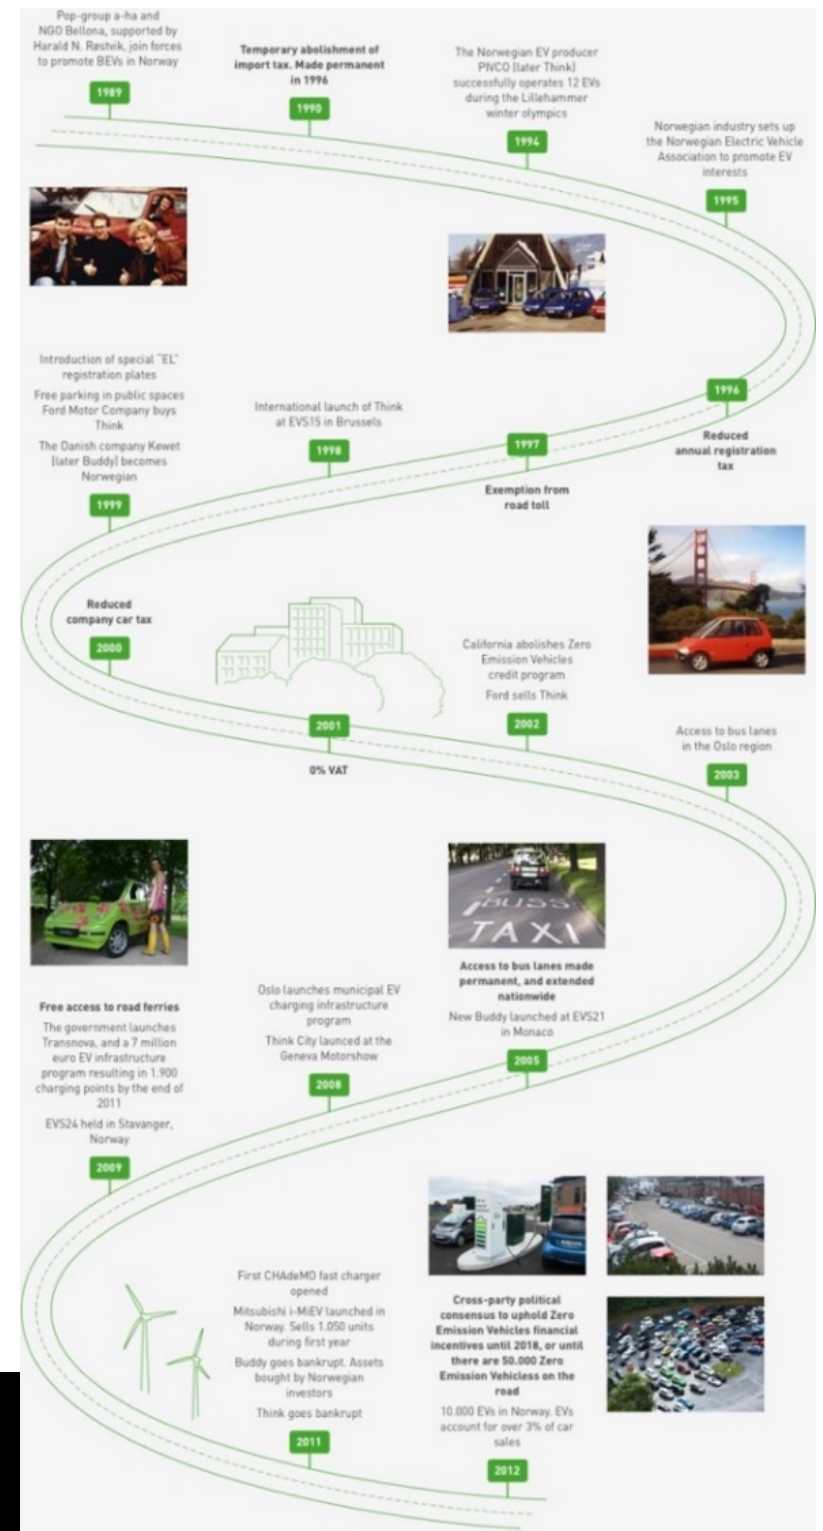 Pop-group a-ha and
NGO Bellona, supported by
Harald N. Røstvik, join forces
to promote BEVs in Norway
1989
Temporary abolishment of
import tax. Made permanent
in 1996
1990
The Norwegian EV producer
PIVCO (later Think)
successfully operates 12 EVs
during the Lillehammer
winter olympics
1994
Norwegian industry sets up
the Norwegian Electric Vehicle
Association to promote EV
interests
1995
1996
Reduced
annual registration
tax
1997
Exemption from
road toll
International launch of Think
at EVS15 in Brussels
1998
Introduction of special "EL"
registration plates
Free parking in public spaces
Ford Motor Company buys
Think
The Danish company Kewet
(later Buddy) becomes
Norwegian
1999
Reduced
company car tax
2000
2001
0% VAT
California abolishes Zero
Emission Vehicles
credit program
Ford sells Think
2002
Access to bus lanes
in the Oslo region
2003
BUSS
TAXI
Access to bus lanes made
permanent, and extended
nationwide
New Buddy launched at EVS21
in Monaco
2005
Oslo launches municipal EV
charging infrastructure
program
Think City launced at the
Geneva Motorshow
2008
Free access to road ferries
The government launches
Transnova, and a 7 million
euro EV infrastructure
program resulting in 1.900
charging points by the end of
2011
EVS24 held in Stavanger,
Norway
2009
First CHAdeMO fast charger
opened
Mitsubishi i-MiEV launched in
Norway. Sells 1.050 units
during first year
Buddy goes bankrupt. Assets
bought by Norwegian
investors
Think goes bankrupt
2011
Cross-party political
consensus to uphold Zero
Emission Vehicles financial
incentives until 2018, or until
there are 50.000 Zero
Emission Vehicless on the
road
10.000 EVs in Norway. EVs
account for over 3% of car
sales
2012